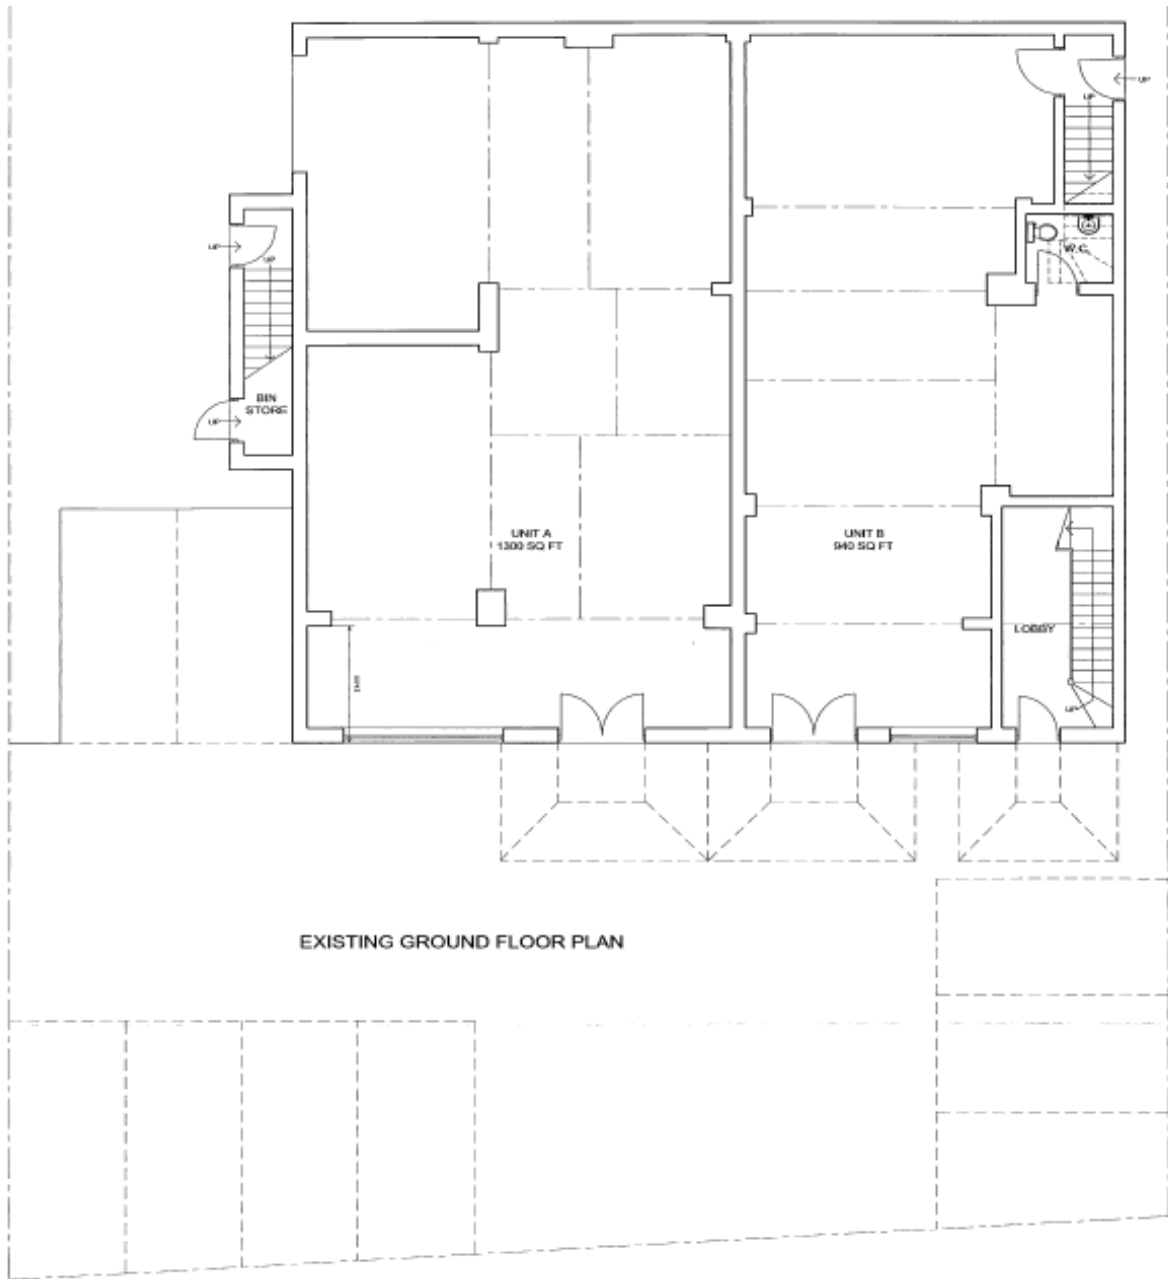 UP
UP
UP
UP
W.C.
UP
BIN
STORE
UP
UNIT A
1300 SQ FT
UNIT B
940 SQ FT
LOBBY
UP
EXISTING GROUND FLOOR PLAN